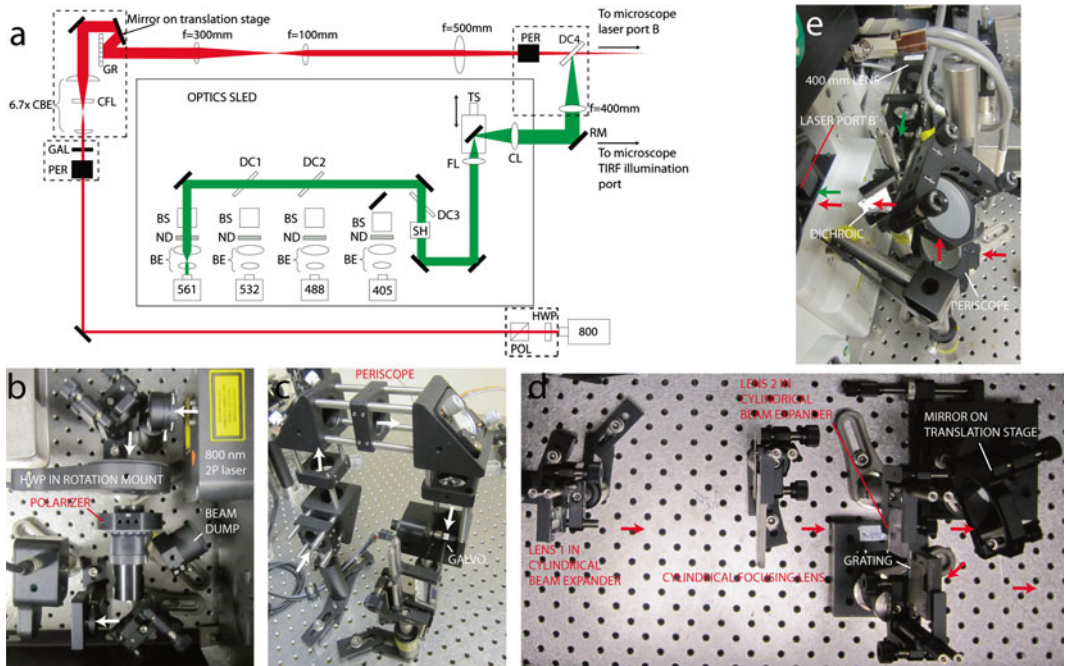 a
Mirror on
translation stage
f=300mm
f=100mm
f=500mm
PER
DC4
To microscope
laser port B
GR
6.7x CBE
CFL
GAL
PER
OPTICS SLED
TS
f=400mm
RM
FL
CL
To microscope
TIRF illumination
port
DC1
DC2
DC3
BS
BS
BS
BS
ND
ND
ND
ND
SH
BE
BE
BE
BE
561
532
488
405
HWP
800
POL
e
400 mm LENS
LASER PORT B
DICHROIC
PERISCOPE
b
800 nm
2P laser
HWP IN ROTATION MOUNT
POLARIZER
BEAM
DUMP
c
PERISCOPE
GALVO
d
LENS 2 IN
CYLINDRICAL
BEAM EXPANDER
MIRROR ON
TRANSLATION STAGE
LENS 1 IN
CYLINDRICAL
BEAM EXPANDER
CYLINDRICAL FOCUSING LENS
GRATING